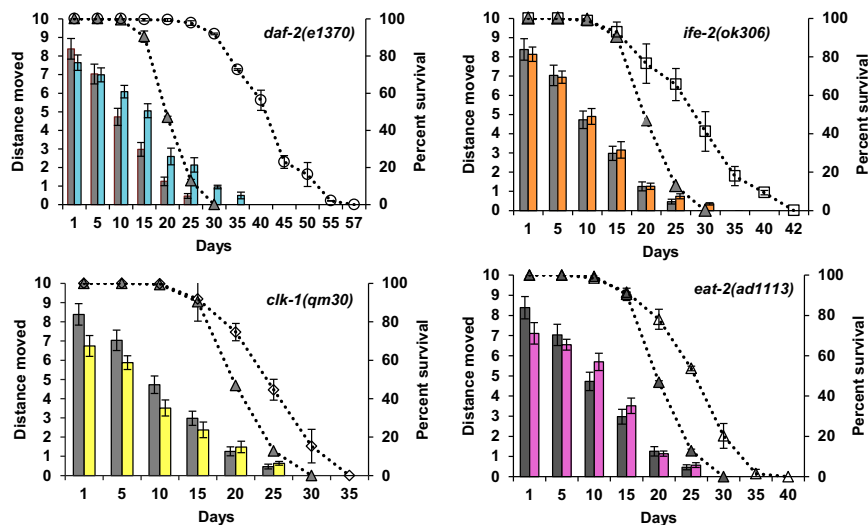 daf-2(e1370)
10 9 8 7 6 5 4 3 2 1 0
Distance moved
100 80 60 40 20 0
Percent survival
1 5 10 15 20 25 30 35 40 45 50 55 57
Days
ife-2(ok306)
10 9 8 7 6 5 4 3 2 1 0
Distance moved
100 80 60 40 20 0
Percent survival
1 5 10 15 20 25 30 35 40 42
Days
clk-1(qm30)
10 9 8 7 6 5 4 3 2 1 0
Distance moved
100 80 60 40 20 0
Percent survival
1 5 10 15 20 25 30 35
Days
eat-2(ad1113)
10 9 8 7 6 5 4 3 2 1 0
Distance moved
100 80 60 40 20 0
Percent survival
1 5 10 15 20 25 30 35 40
Days